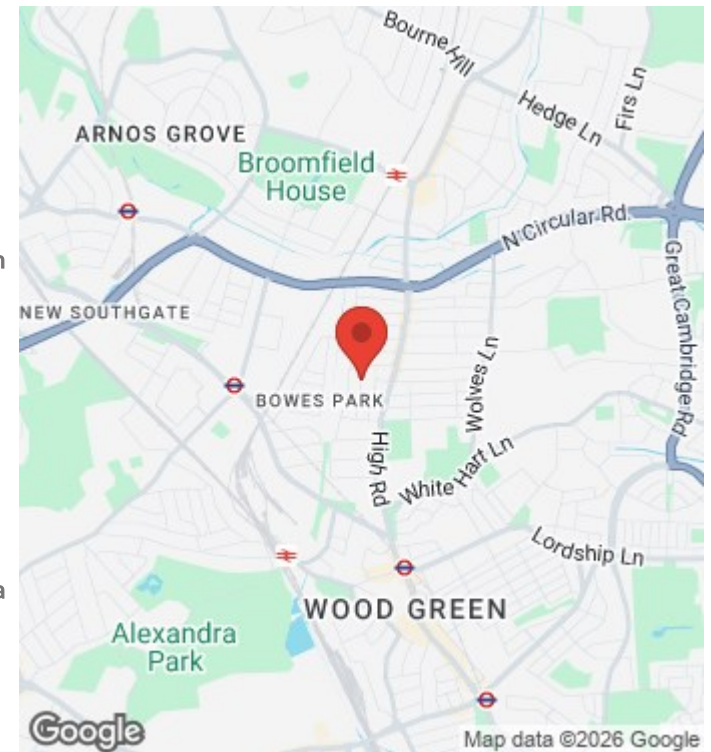 Bourne Hill
Hedge Ln
Firs Ln
ARNOS GROVE
Broomfield
House
N Circular Rd.
n
NEW SOUTHGATE
Great Cambridge Rd
Wolves Ln
BOWES PARK
High Rd
White Hart Ln
Lordship Ln
a
WOOD GREEN
Alexandra
Park
Google
Map data ©2026 Google